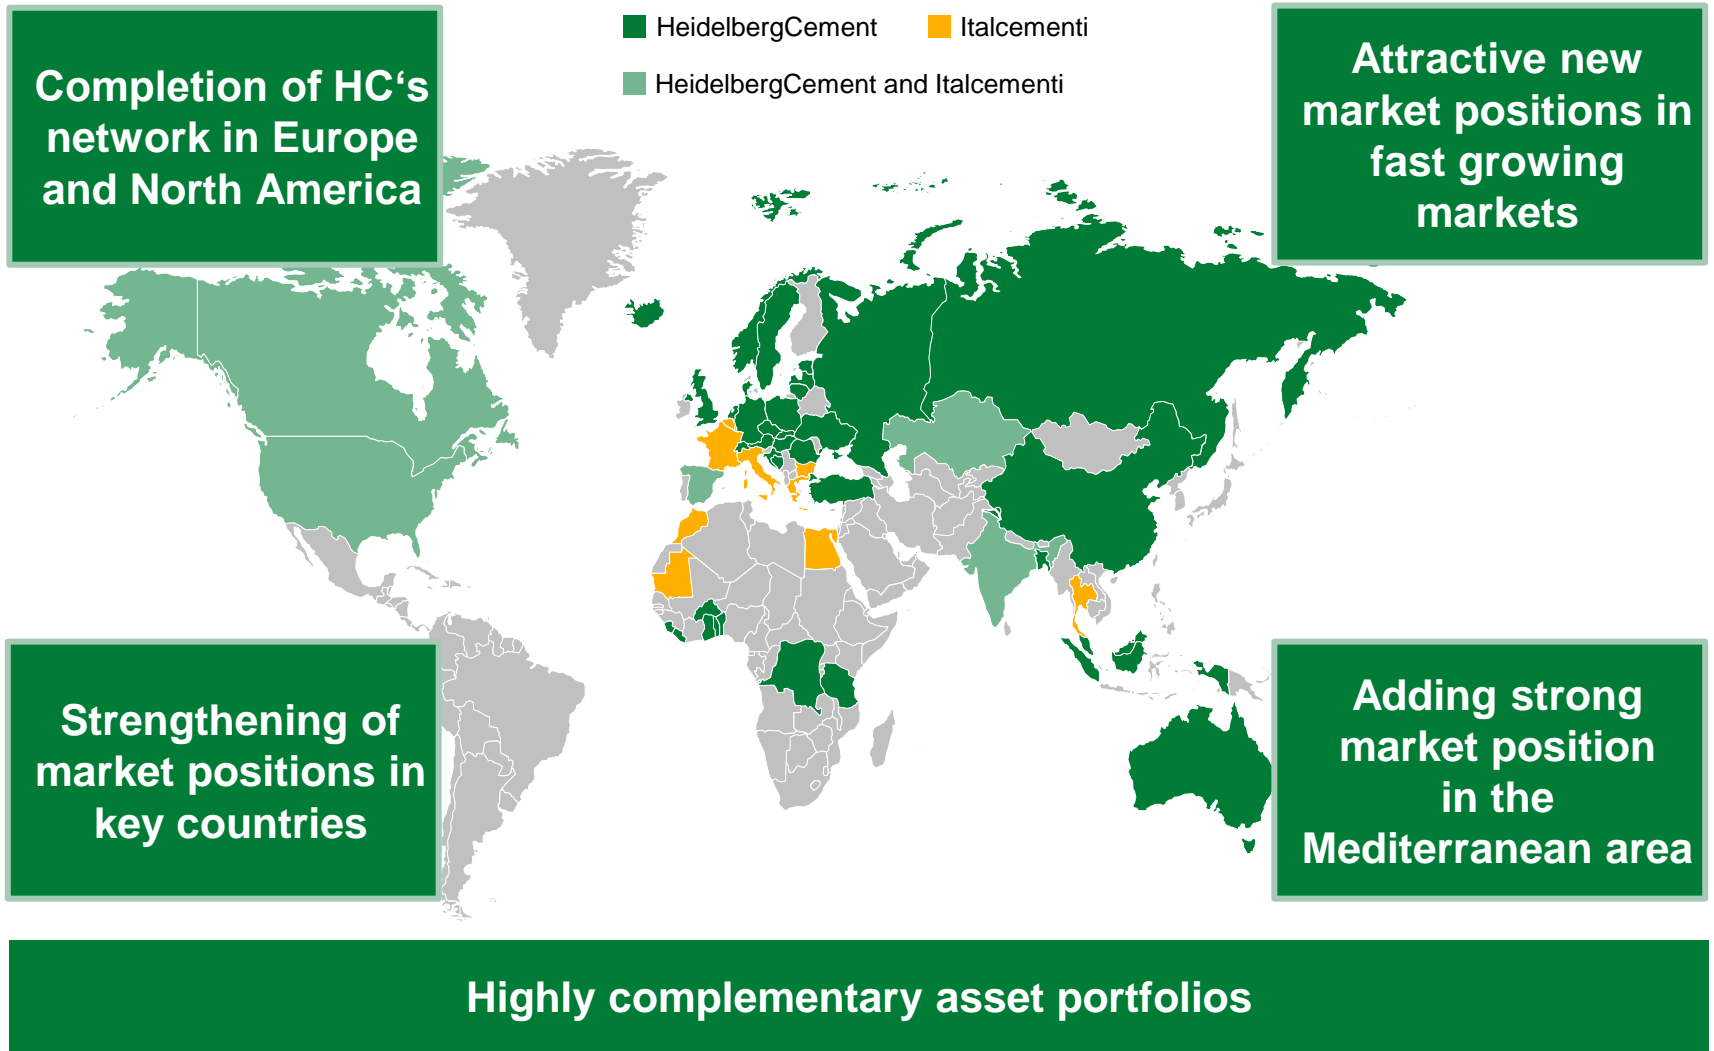 HeidelbergCement
Italcementi
HeidelbergCement and Italcementi
Completion of HC‘s
network in Europe
and North America
Attractive new
market positions in
fast growing
markets
Strengthening of
market positions in
key countries
Adding strong
market position
in the
Mediterranean area
Highly complementary asset portfolios